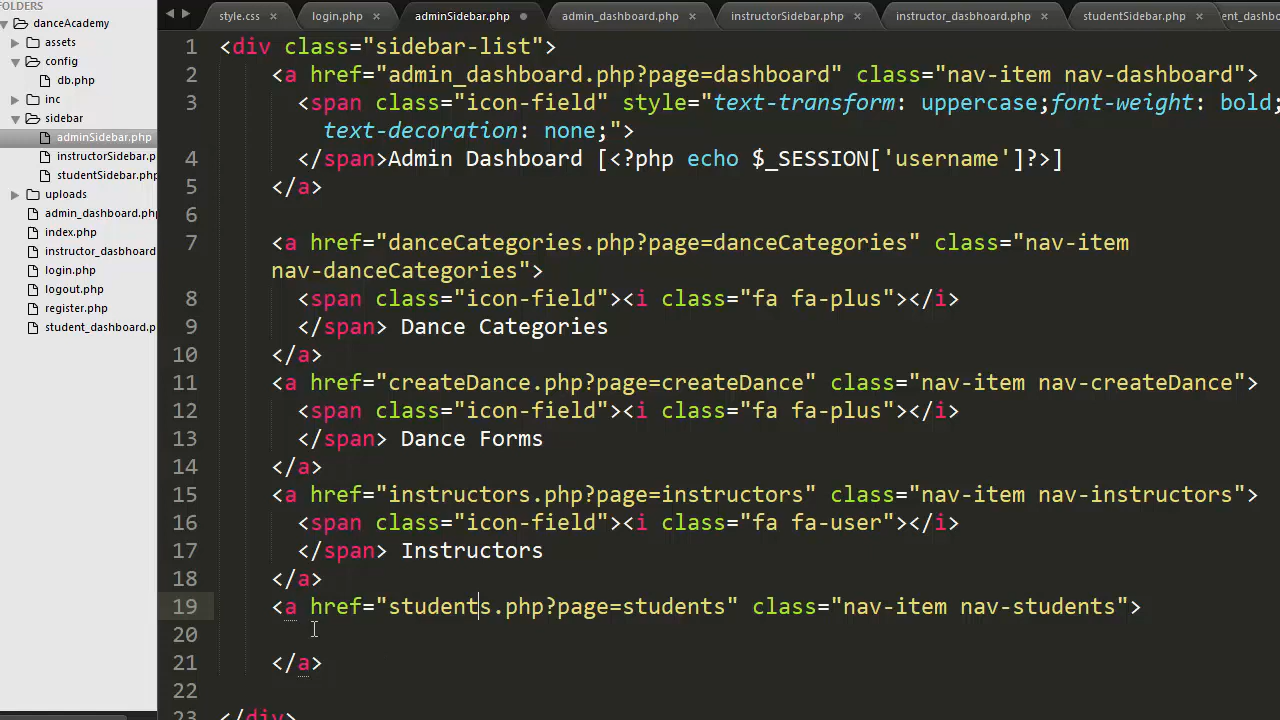 FOLDERS
danceAcademy
assets
config
db.php
inc
sidebar
adminSidebar.php
instructorSidebar.p
studentSidebar.php
uploads
admin_dashboard.php
index.php
instructor_dashboard
login.php
logout.php
register.php
student_dashboard.p
style.css ×
login.php ×
adminSidebar.php
admin_dashboard.php ×
instructorSidebar.php ×
instructor_dasbhoard.php ×
studentSidebar.php ×
ent_dashbo
1 <div class="sidebar-list">
2 <a href="admin_dashboard.php?page=dashboard" class="nav-item nav-dashboard">
3 <span class="icon-field" style="text-transform: uppercase;font-weight: bold;
text-decoration: none;">
4 </span>Admin Dashboard [<?php echo $_SESSION['username']?>]
5 </a>
6
7 <a href="danceCategories.php?page=danceCategories" class="nav-item
nav-danceCategories">
8 <span class="icon-field"><i class="fa fa-plus"></i>
9 </span> Dance Categories
10 </a>
11 <a href="createDance.php?page=createDance" class="nav-item nav-createDance">
12 <span class="icon-field"><i class="fa fa-plus"></i>
13 </span> Dance Forms
14 </a>
15 <a href="instructors.php?page=instructors" class="nav-item nav-instructors">
16 <span class="icon-field"><i class="fa fa-user"></i>
17 </span> Instructors
18 </a>
19 <a href="students.php?page=students" class="nav-item nav-students">
20
21 </a>
22
23 </div>